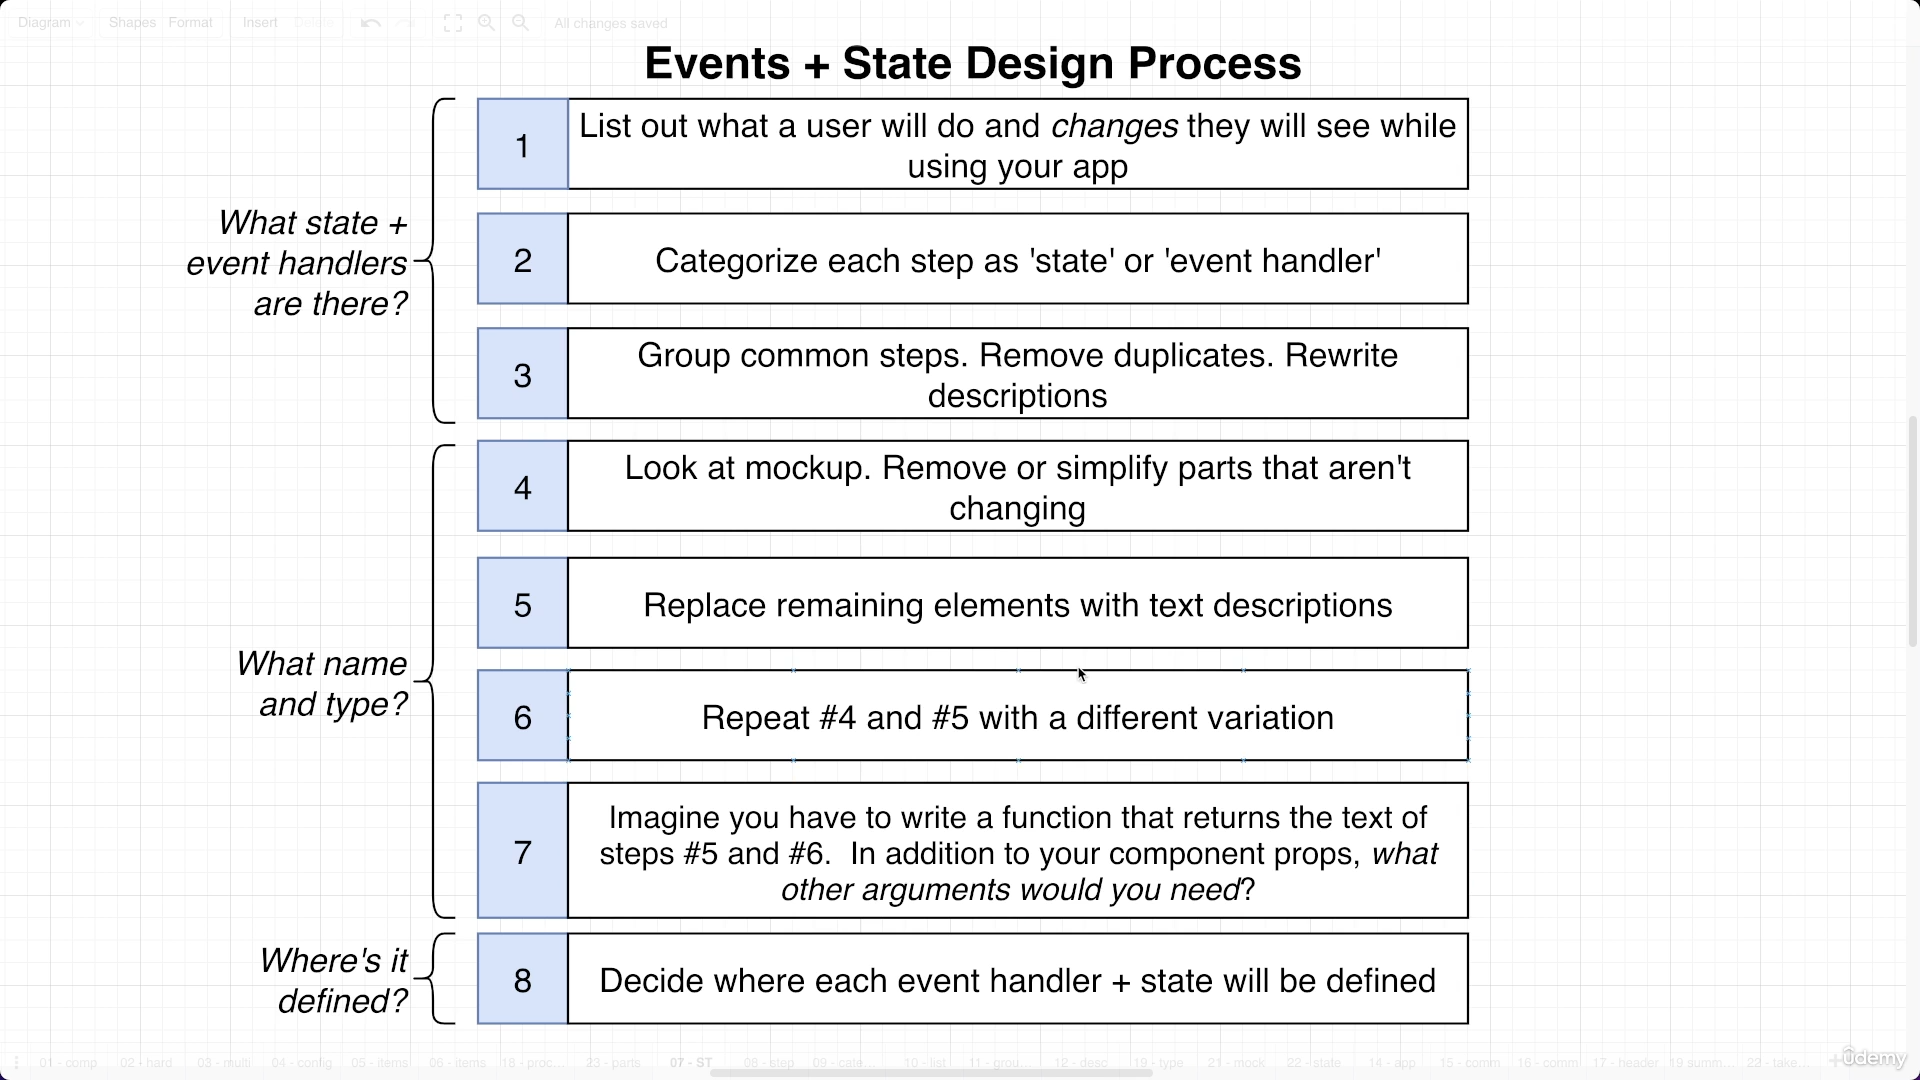 Diagram Shapes Format Insert Delete All changes saved
Events + State Design Process
What state +
event handlers
are there?
1
List out what a user will do and changes they will see while
using your app
2
Categorize each step as 'state' or 'event handler'
3
Group common steps. Remove duplicates. Rewrite
descriptions
What name
and type?
4
Look at mockup. Remove or simplify parts that aren't
changing
5
Replace remaining elements with text descriptions
6
Repeat #4 and #5 with a different variation
7
Imagine you have to write a function that returns the text of
steps #5 and #6. In addition to your component props, what
other arguments would you need?
Where's it
defined?
8
Decide where each event handler + state will be defined
01 - comp 02 - hard 03 - multi 04 - config 05 - items 06 - items 18 - proc... 23 - parts 07 - ST 08 - step 09 - cate... 10 - list 11 - grou... 12 - desc 19 - type 21 - mock 22 - state 14 - app 15 - comm 16 - comm 17 - header 19 summ... 22 - take...
ûdemy